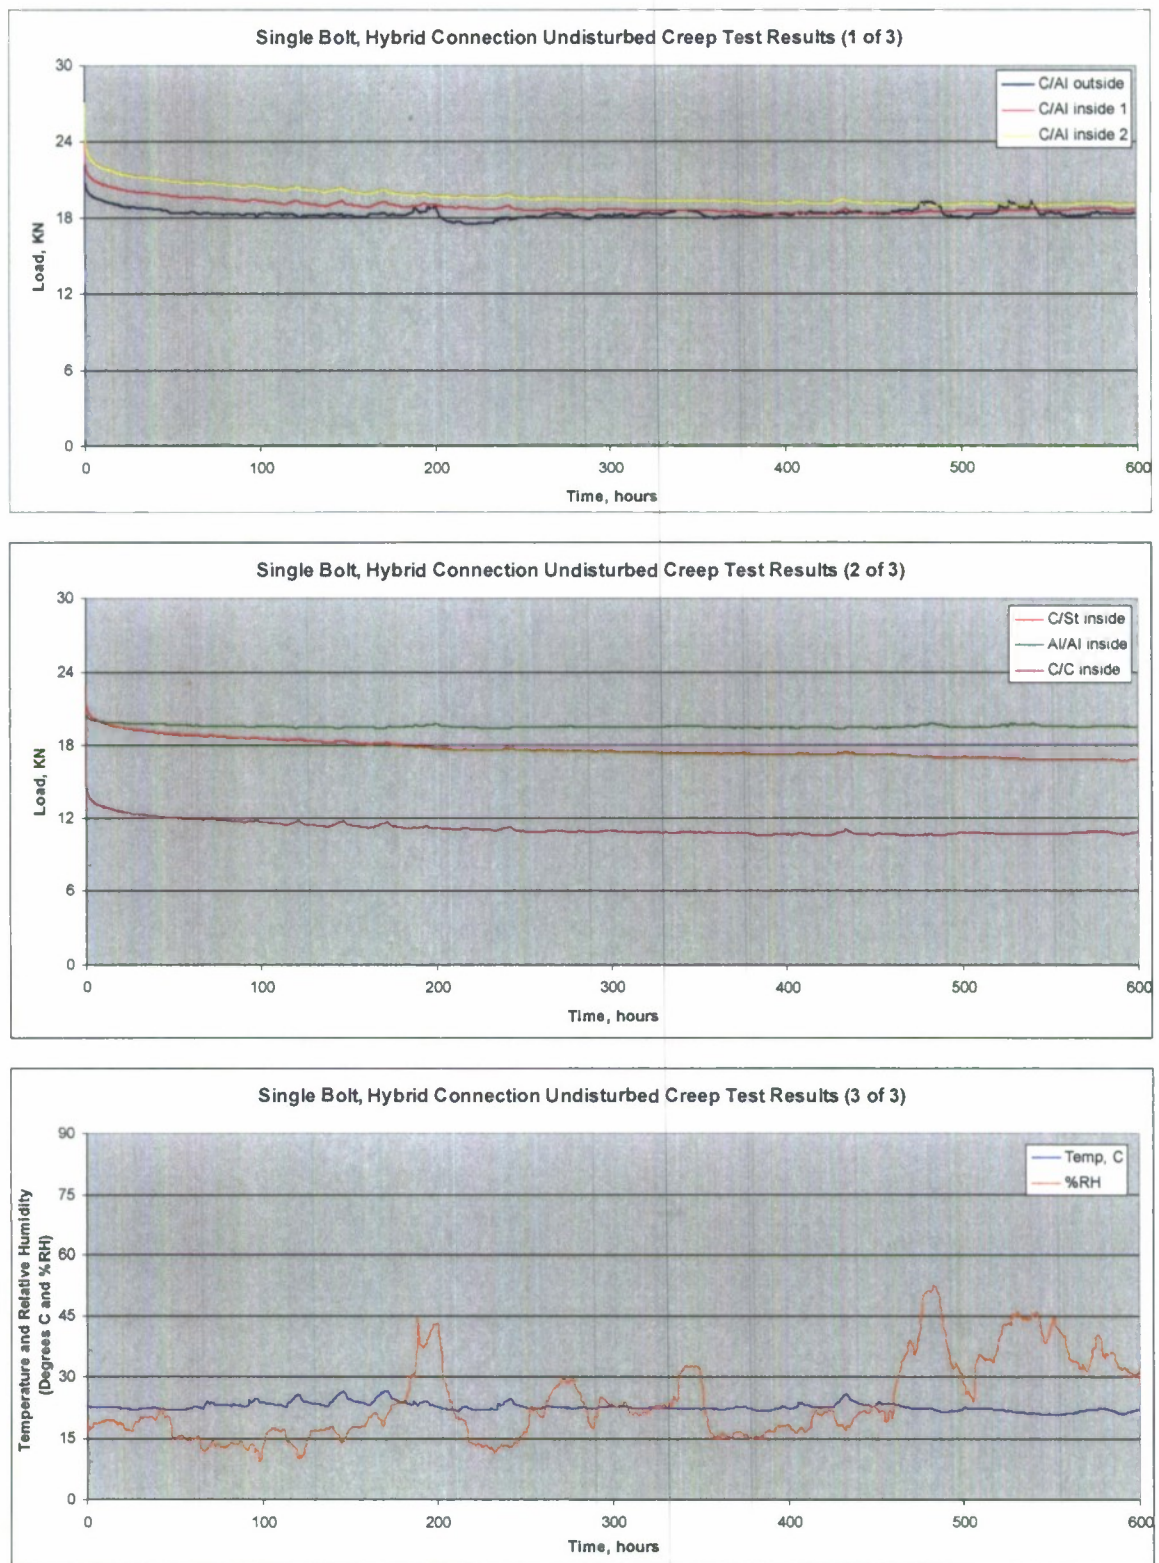 Single Bolt, Hybrid Connection Undisturbed Creep Test Results (1 of 3)
30
24
18
12
6
0
Load, KN
C/Al outside
C/Al inside 1
C/Al inside 2
0 100 200 300 400 500 600
Time, hours
Single Bolt, Hybrid Connection Undisturbed Creep Test Results (2 of 3)
30
24
18
12
6
0
Load, KN
C/St inside
Al/Al inside
C/C inside
0 100 200 300 400 500 600
Time, hours
Single Bolt, Hybrid Connection Undisturbed Creep Test Results (3 of 3)
90
75
60
45
30
15
0
Temperature and Relative Humidity
(Degrees C and %RH)
Temp, C
%RH
0 100 200 300 400 500 600
Time, hours